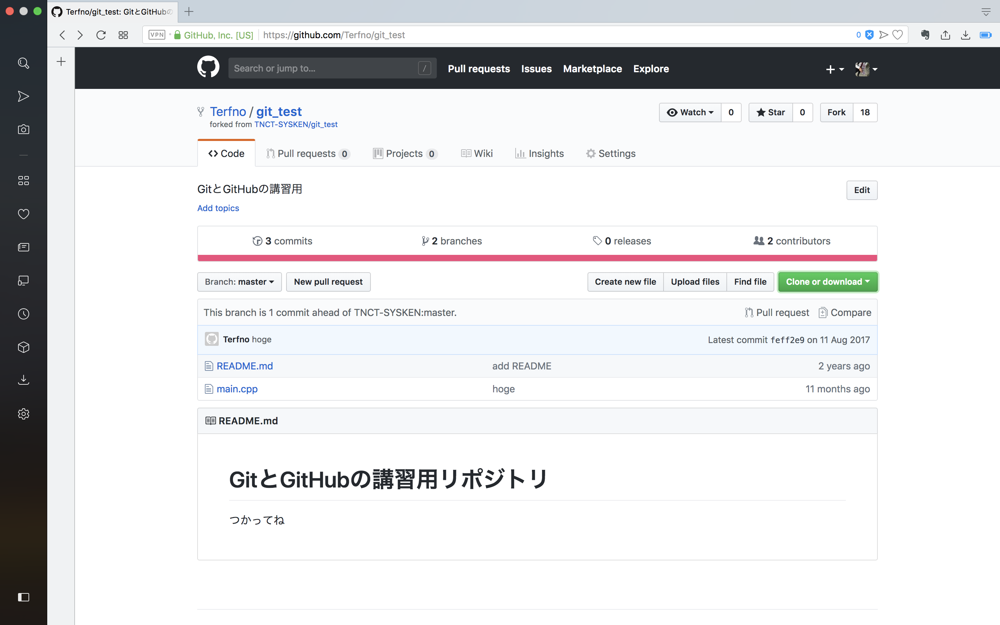 Terfno/git_test: GitとGitHubの
VPN GitHub, Inc. [US] https://github.com/Terfno/git_test 0
Search or jump to... / Pull requests Issues Marketplace Explore
Terfno / git_test Watch 0 Star 0 Fork 18
forked from TNCT-SYSKEN/git_test
Code Pull requests 0 Projects 0 Wiki Insights Settings
GitとGitHubの講習用 Edit
Add topics
3 commits 2 branches 0 releases 2 contributors
Branch: master New pull request Create new file Upload files Find file Clone or download
This branch is 1 commit ahead of TNCT-SYSKEN:master. Pull request Compare
Terfno hoge Latest commit feff2e9 on 11 Aug 2017
README.md add README 2 years ago
main.cpp hoge 11 months ago
README.md
GitとGitHubの講習用リポジトリ
つかってね